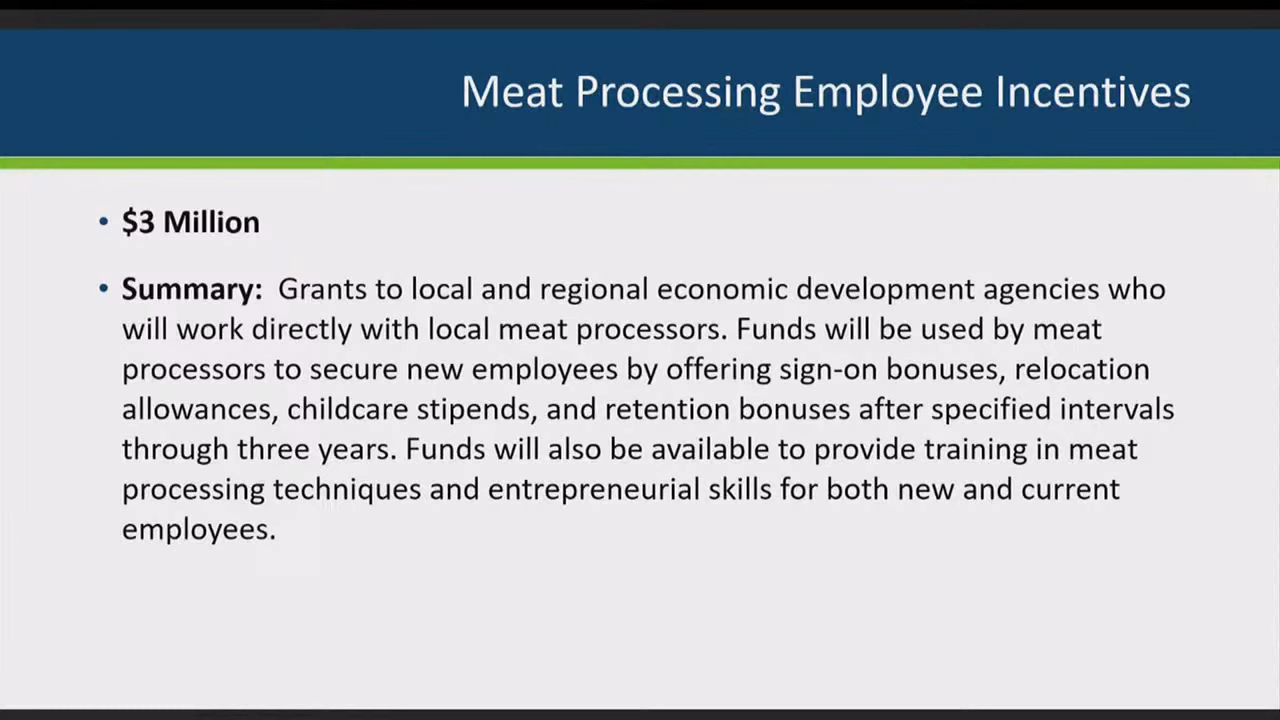 Meat Processing Employee Incentives
• $3 Million
• Summary: Grants to local and regional economic development agencies who
will work directly with local meat processors. Funds will be used by meat
processors to secure new employees by offering sign-on bonuses, relocation
allowances, childcare stipends, and retention bonuses after specified intervals
through three years. Funds will also be available to provide training in meat
processing techniques and entrepreneurial skills for both new and current
employees.